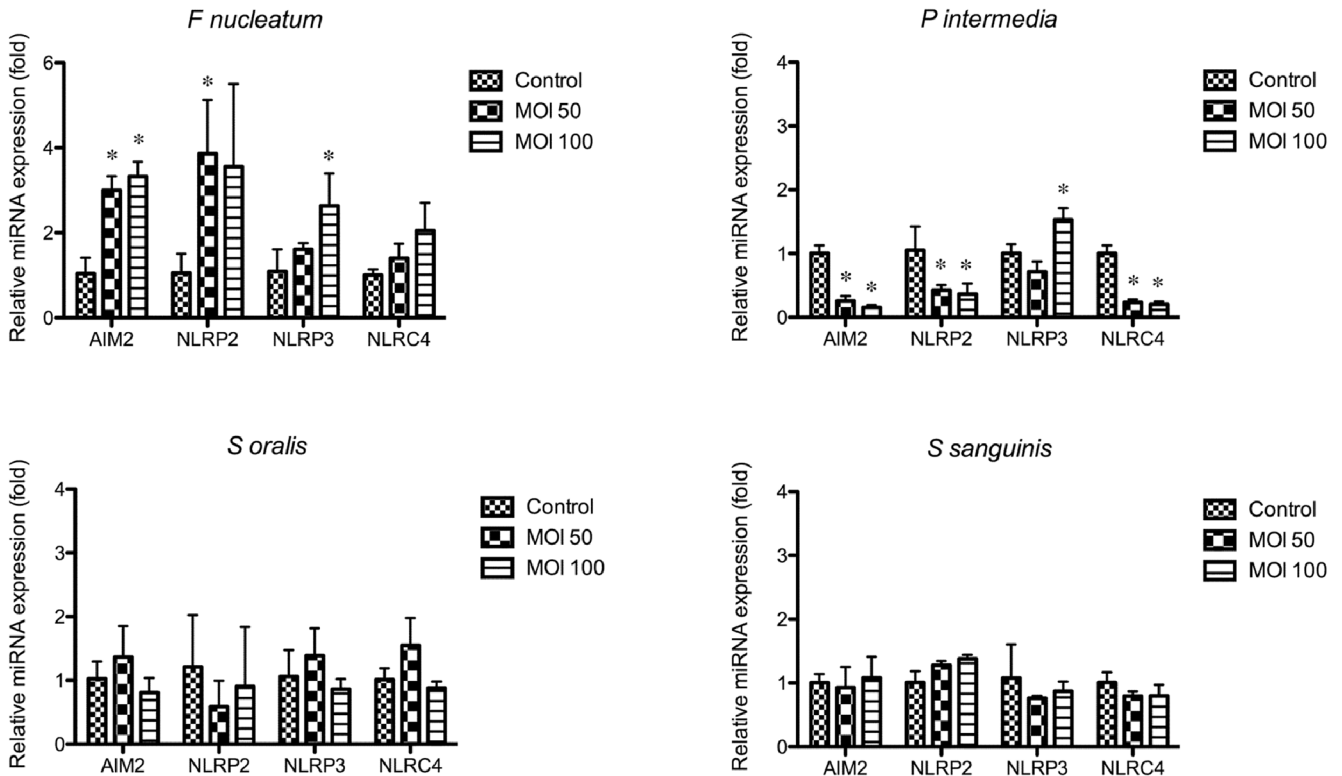 F nucleatum
Relative miRNA expression (fold)
6
4
2
0
* * * *
AIM2 NLRP2 NLRP3 NLRC4
Control
MOI 50
MOI 100
P intermedia
Relative miRNA expression (fold)
4
3
2
1
0
* * * * * * *
AIM2 NLRP2 NLRP3 NLRC4
Control
MOI 50
MOI 100
S oralis
Relative miRNA expression (fold)
4
3
2
1
0
AIM2 NLRP2 NLRP3 NLRC4
Control
MOI 50
MOI 100
S sanguinis
Relative miRNA expression (fold)
4
3
2
1
0
AIM2 NLRP2 NLRP3 NLRC4
Control
MOI 50
MOI 100